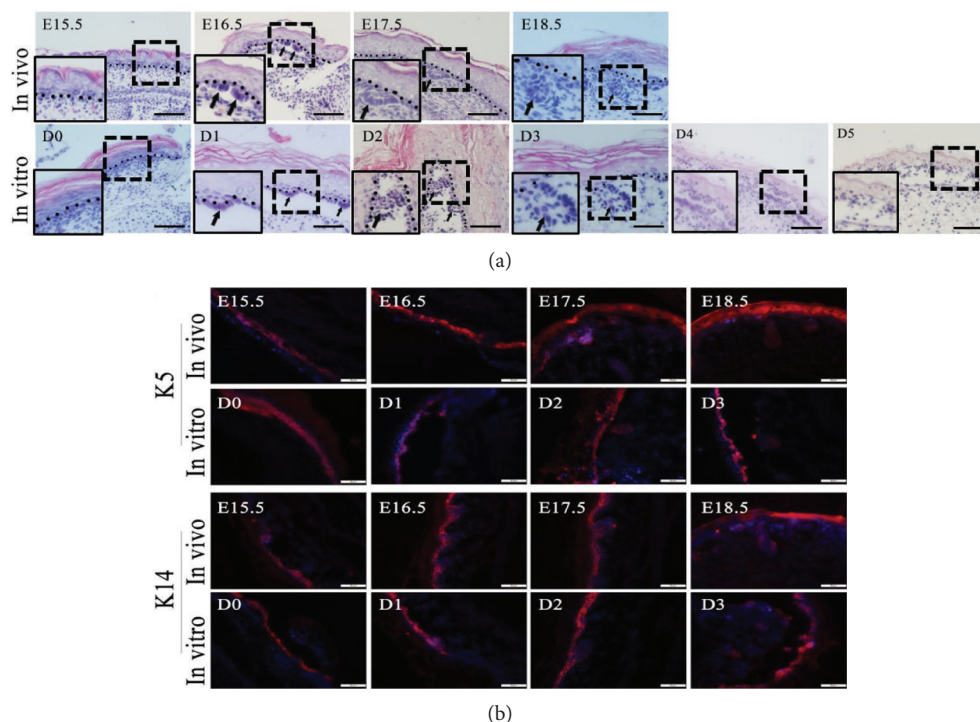 E15.5 E16.5 E17.5 E18.5
In vivo
D0 D1 D2 D3 D4 D5
In vitro
(a)
K5
In vivo
E15.5 E16.5 E17.5 E18.5
In vitro
D0 D1 D2 D3
K14
In vivo
E15.5 E16.5 E17.5 E18.5
In vitro
D0 D1 D2 D3
(b)